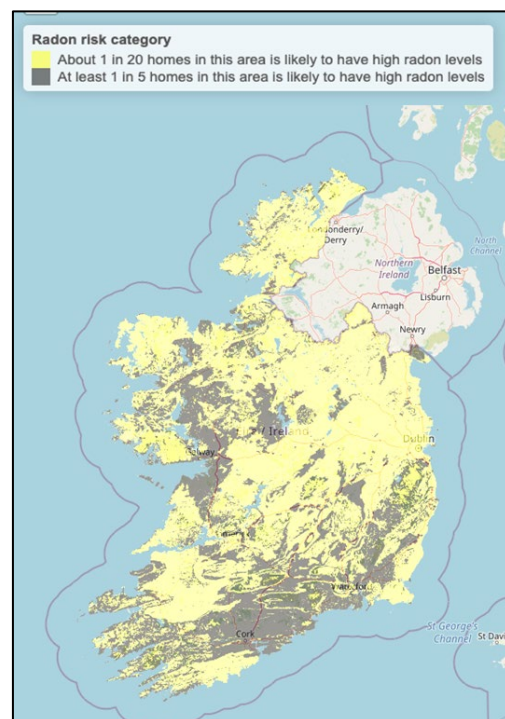 Radon risk category
About 1 in 20 homes in this area is likely to have high radon levels
At least 1 in 5 homes in this area is likely to have high radon levels
Londonderry/
Derry
North
Channel
Northern
Ireland
Belfast
Lisburn
Armagh
Newry
/ Ireland
Dublin
Cork
St George's
Channel
St Davi